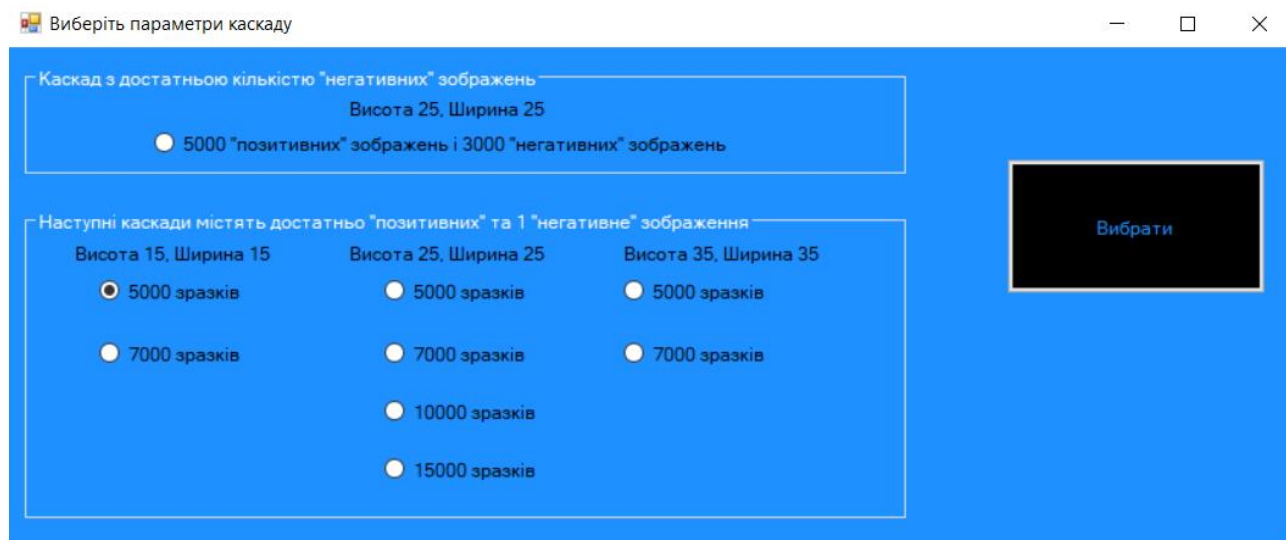 Виберіть параметри каскаду
Каскад з достатньою кількістю "негативних" зображень
Висота 25, Ширина 25
5000 "позитивних" зображень і 3000 "негативних" зображень
Вибрати
Наступні каскади містять достатньо "позитивних" та 1 "негативне" зображення
Висота 15, Ширина 15
Висота 25, Ширина 25
Висота 35, Ширина 35
5000 зразків
5000 зразків
5000 зразків
7000 зразків
7000 зразків
7000 зразків
10000 зразків
15000 зразків